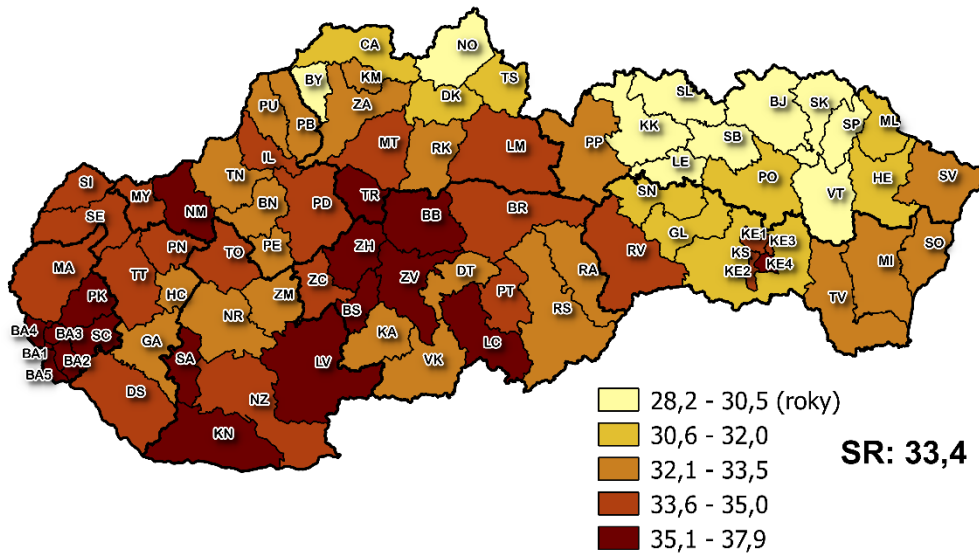 CA
NO
TS
DK
BY
KM
PU
PB
ZA
SL
BJ
SK
KK
SB
SP
ML
PP
LE
PO
VT
HE
SV
IL
MT
RK
LM
TN
BN
PD
TR
BB
BR
SN
GL
KE1
KE3
KS
KE2
KE4
SO
MI
TV
SI
MY
NM
SE
PN
TO
PE
ZH
RV
MA
TT
HC
ZC
ZV
DT
PT
RA
RS
PK
NR
ZM
BS
KA
LC
BA4
BA3
SC
BA1
BA2
BA5
GA
SA
LV
VK
DS
NZ
KN
28,2 - 30,5 (roky)
30,6 - 32,0
32,1 - 33,5
33,6 - 35,0
35,1 - 37,9
SR: 33,4